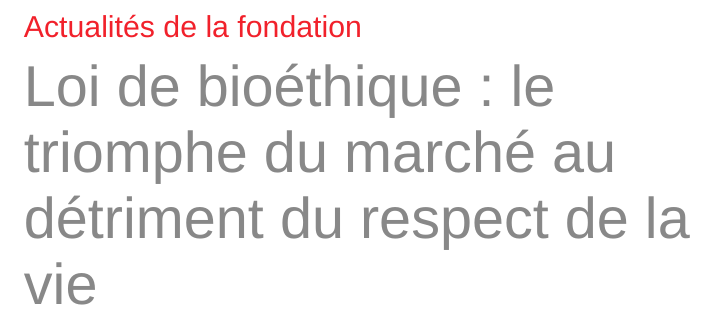 Actualités de la fondation
Loi de bioéthique : le
triomphe du marché au
détriment du respect de la
vie